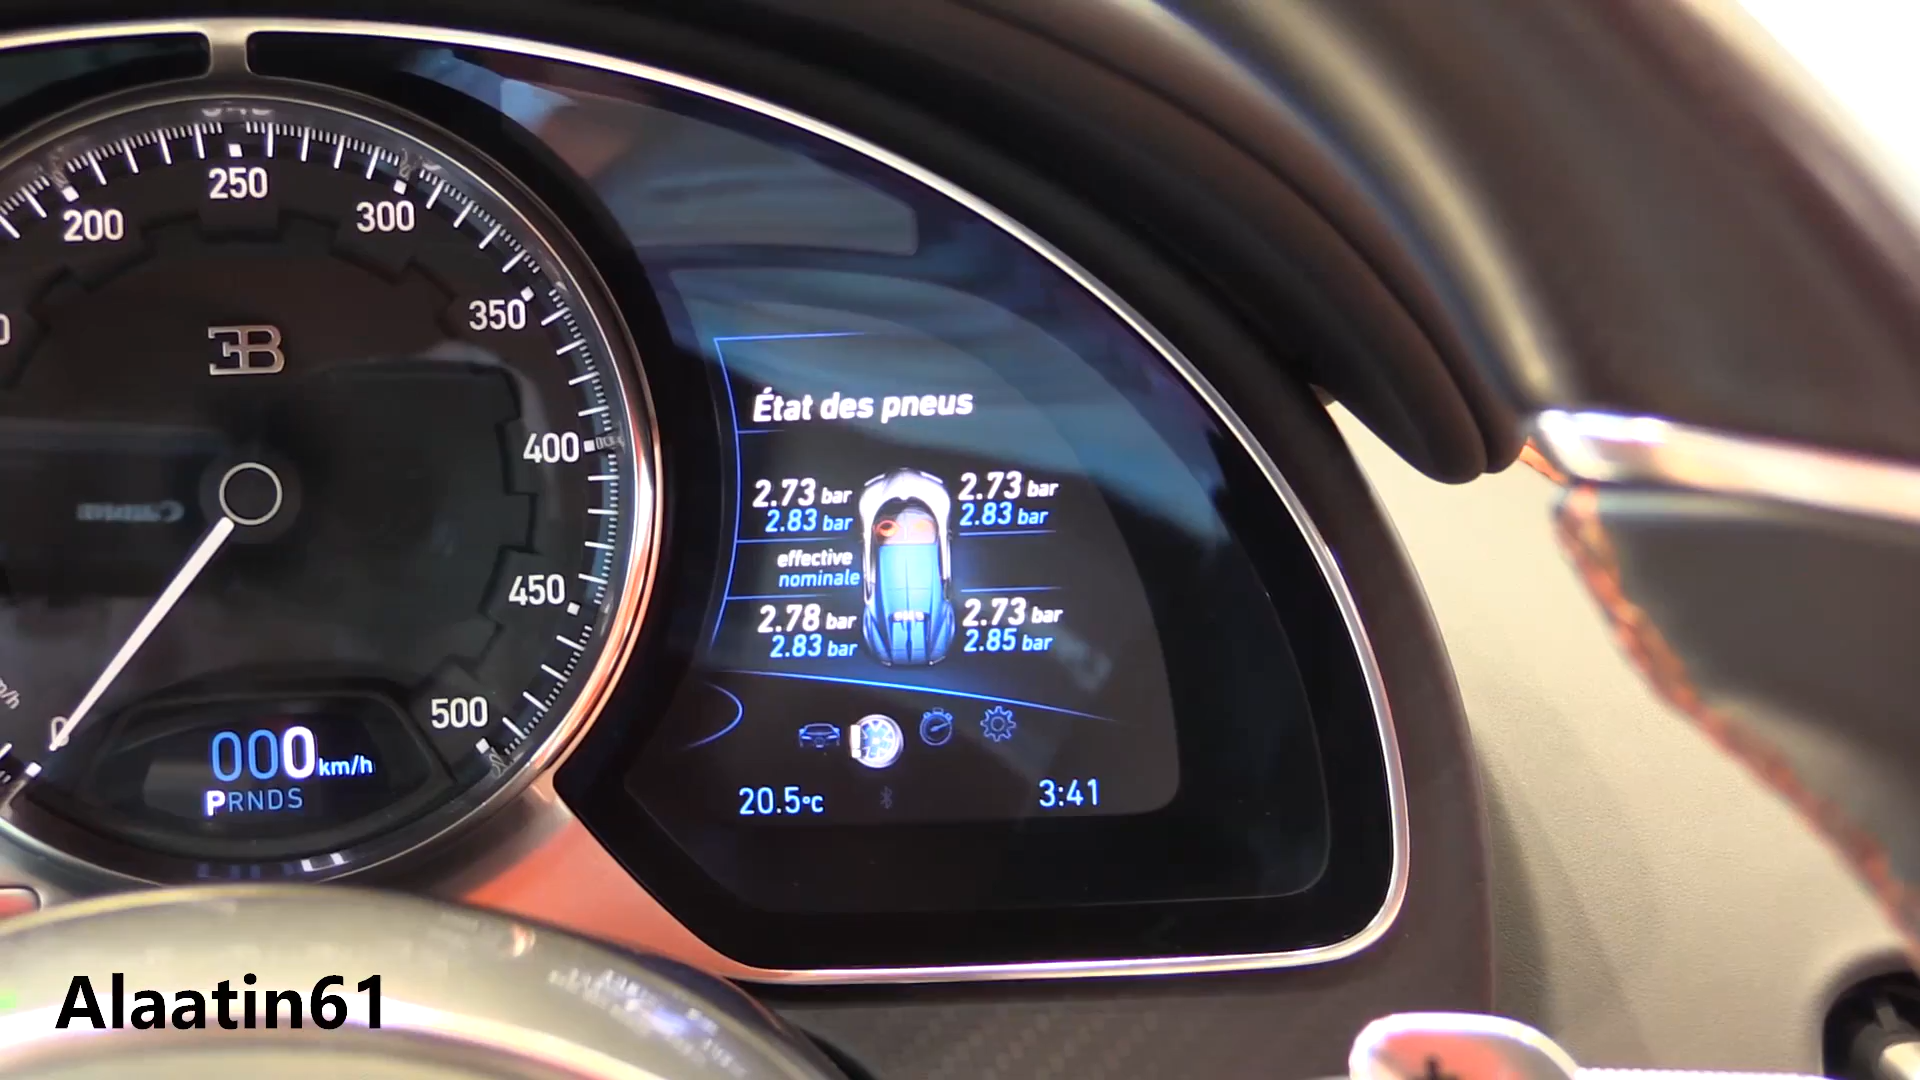 200
250
300
350
400
450
500
EB
0
000 km/h
PRNDS
État des pneus
2.73 bar
2.83 bar
2.73 bar
2.83 bar
effective
nominale
2.78 bar
2.83 bar
2.73 bar
2.85 bar
20.5°C
3:41
Alaatin61